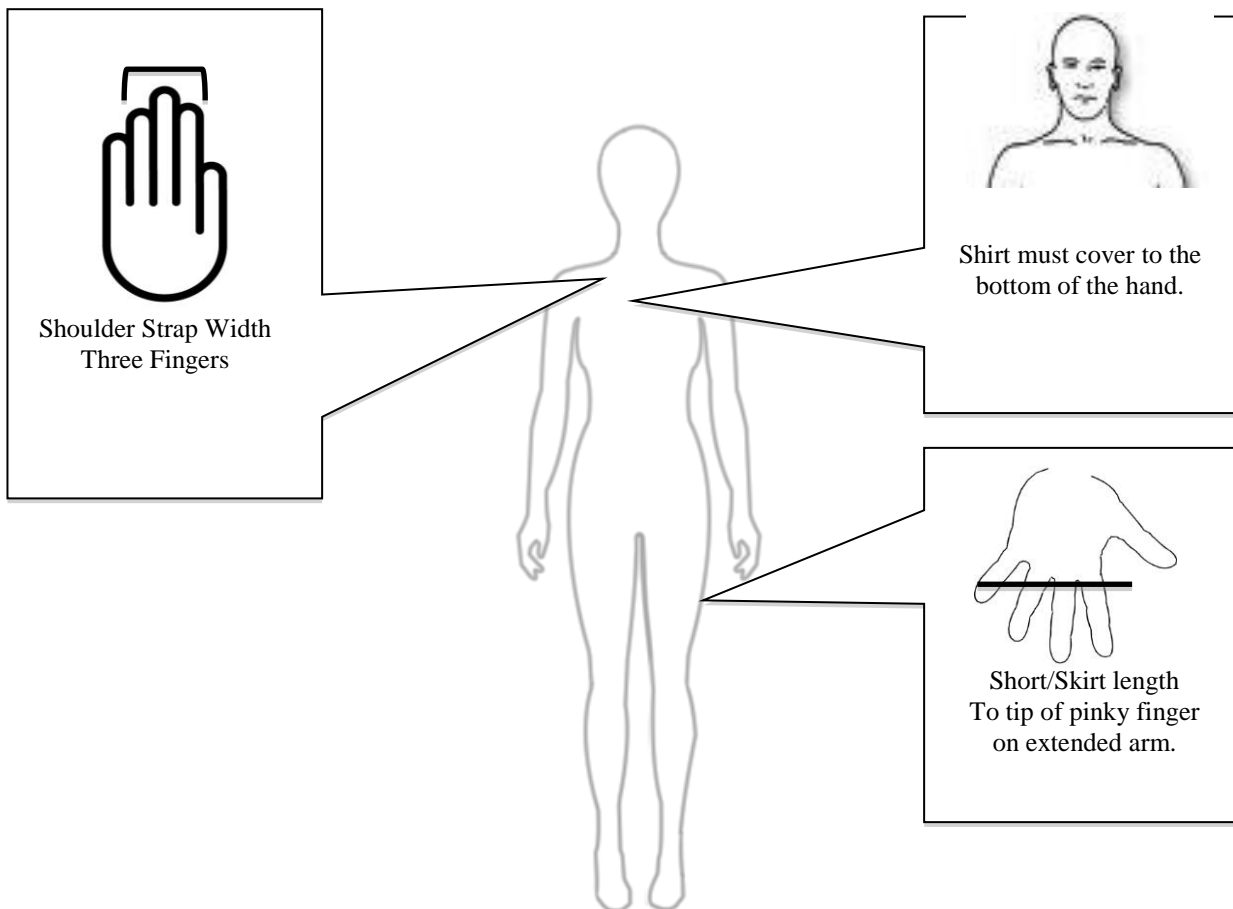 Shoulder Strap Width
Three Fingers
Shirt must cover to the
bottom of the hand.
Short/Skirt length
To tip of pinky finger
on extended arm.